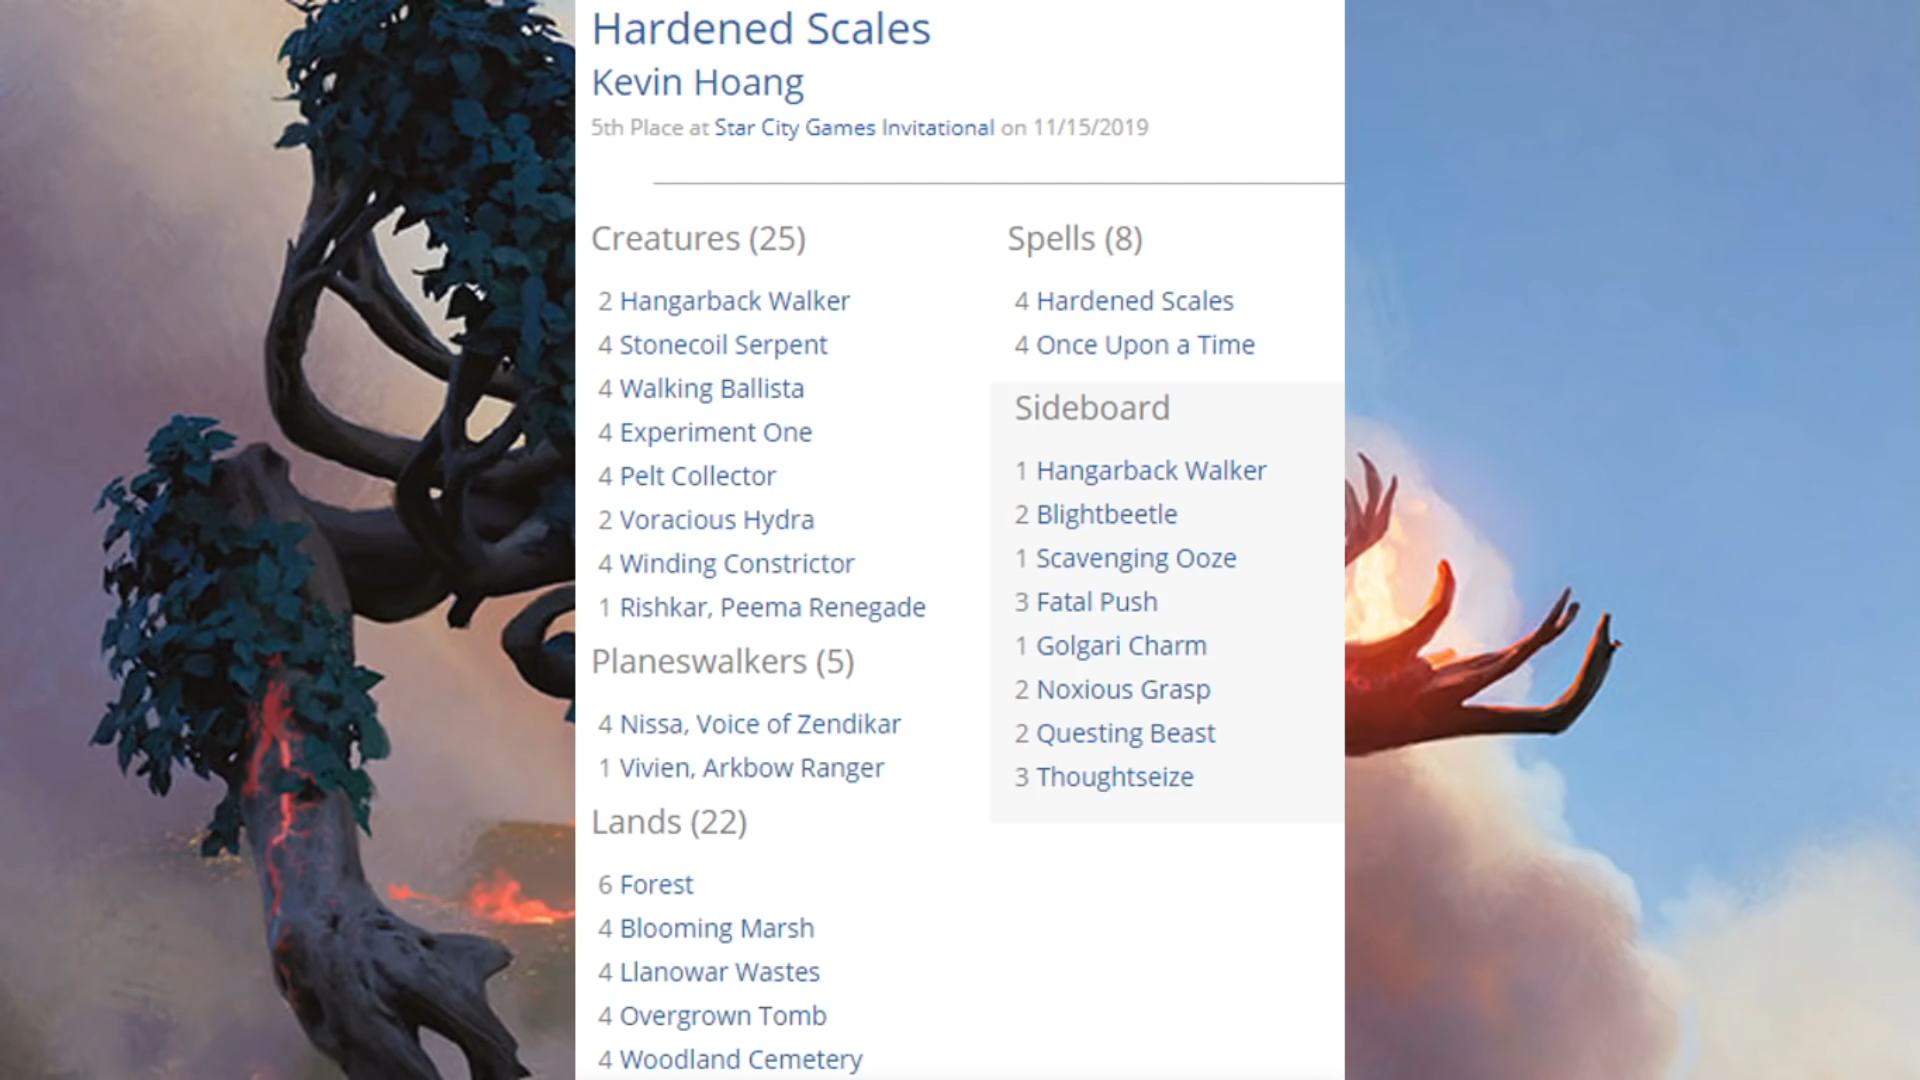 Hardened Scales
Kevin Hoang
5th Place at Star City Games Invitational on 11/15/2019
Creatures (25)
2 Hangarback Walker
4 Stonecoil Serpent
4 Walking Ballista
4 Experiment One
4 Pelt Collector
2 Voracious Hydra
4 Winding Constrictor
1 Rishkar, Peema Renegade
Planeswalkers (5)
4 Nissa, Voice of Zendikar
1 Vivien, Arkbow Ranger
Lands (22)
6 Forest
4 Blooming Marsh
4 Llanowar Wastes
4 Overgrown Tomb
4 Woodland Cemetery
Spells (8)
4 Hardened Scales
4 Once Upon a Time
Sideboard
1 Hangarback Walker
2 Blightbeetle
1 Scavenging Ooze
3 Fatal Push
1 Golgari Charm
2 Noxious Grasp
2 Questing Beast
3 Thoughtseize